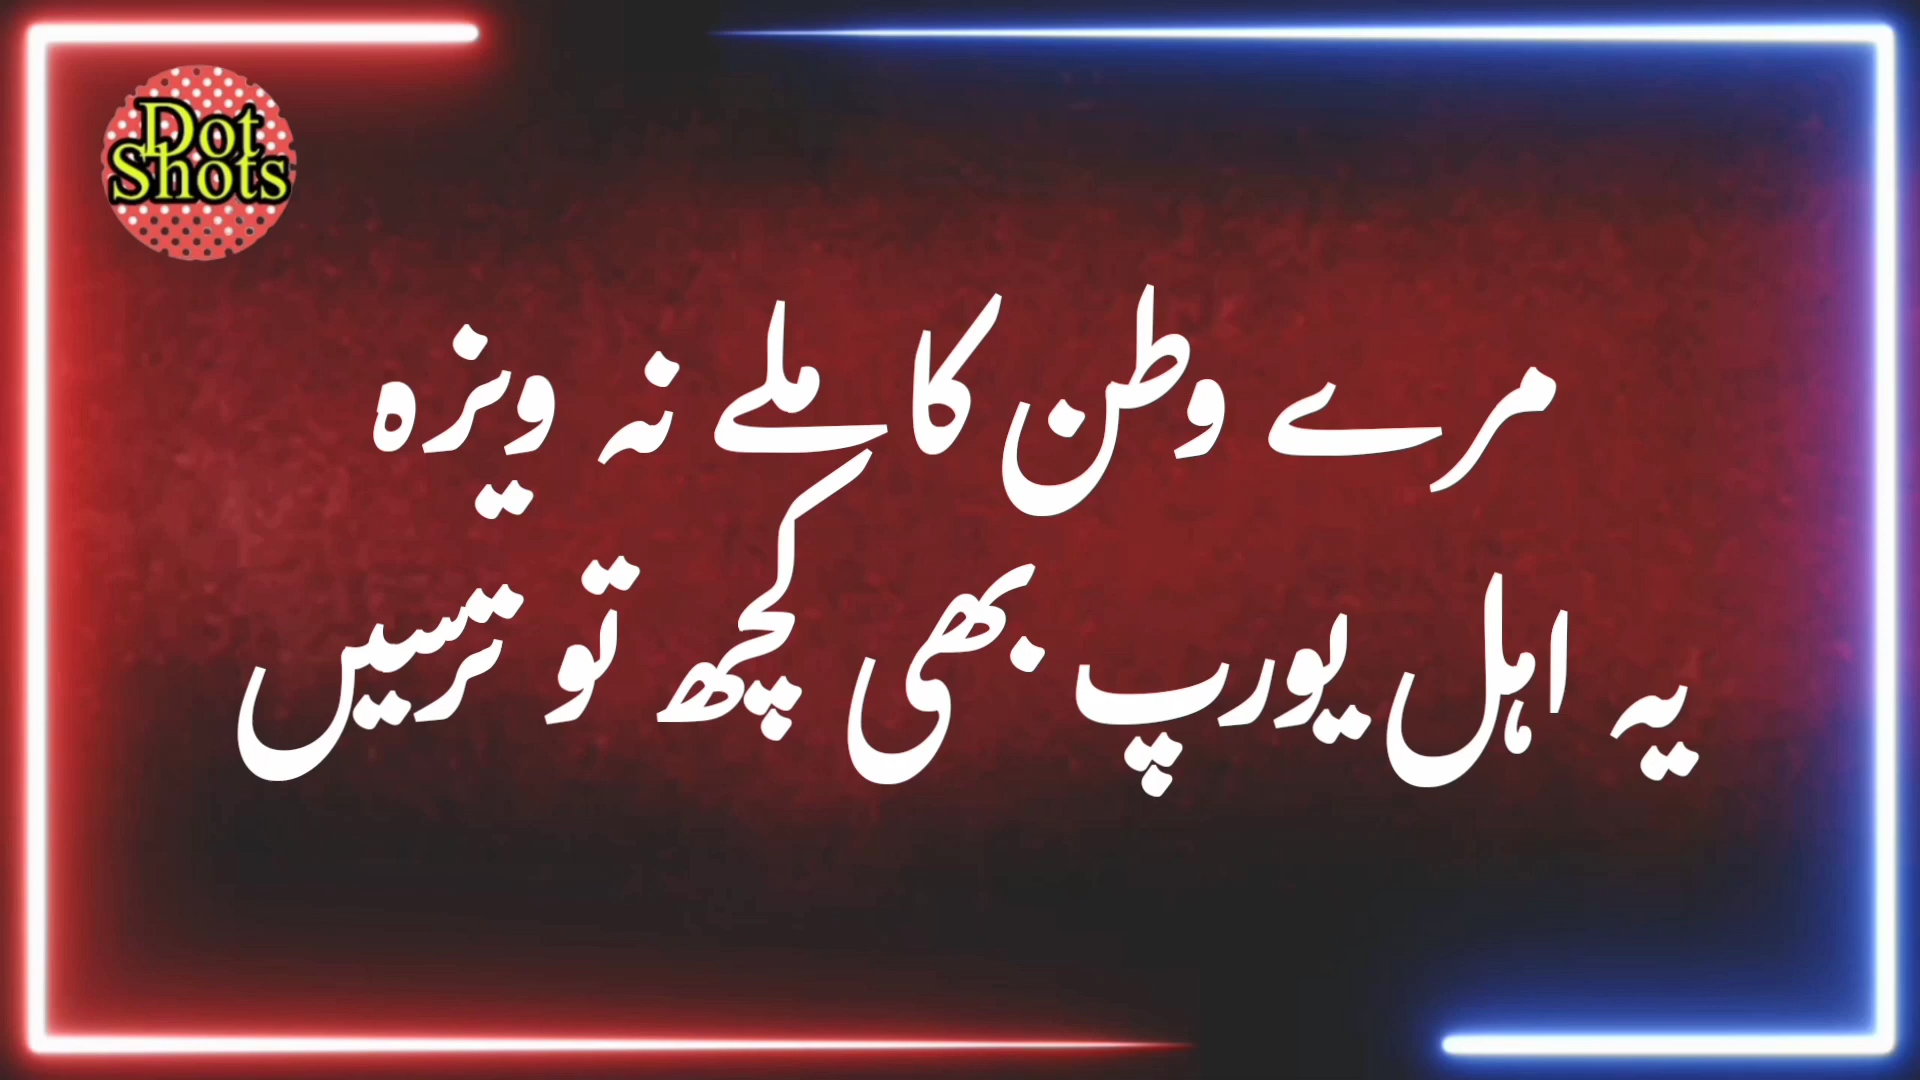 Dot
Shots
مرے وطن کا ملے نہ ویزہ
یہ اہل یورپ بھی کچھ تو ترسیں